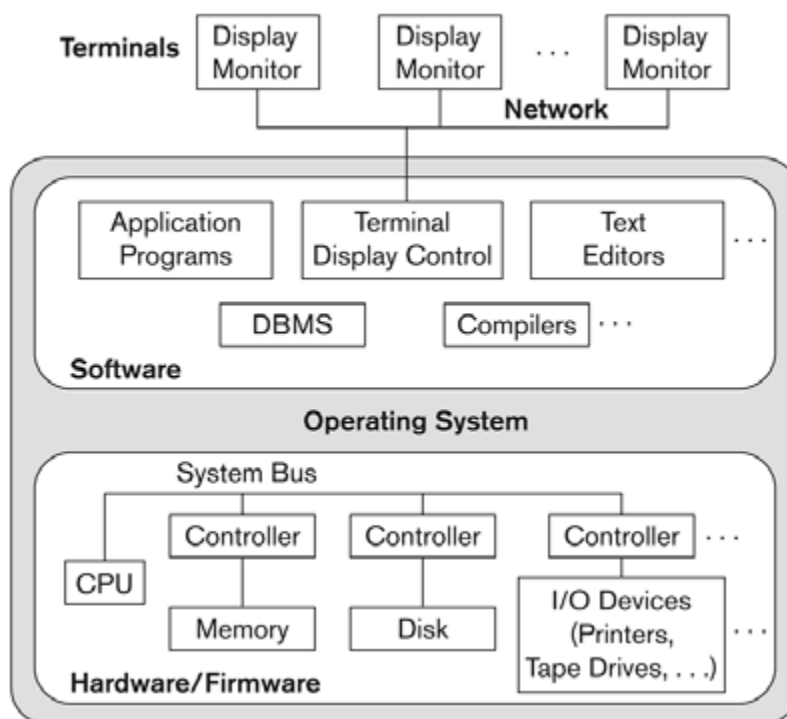 Terminals
Display
Monitor
Display
Monitor
. . .
Display
Monitor
Network
Application
Programs
Terminal
Display Control
Text
Editors
. . .
DBMS
Compilers
. . .
Software
Operating System
System Bus
Controller
Controller
Controller
. . .
CPU
Memory
Disk
I/O Devices
(Printers,
Tape Drives, . . .)
. . .
Hardware/Firmware